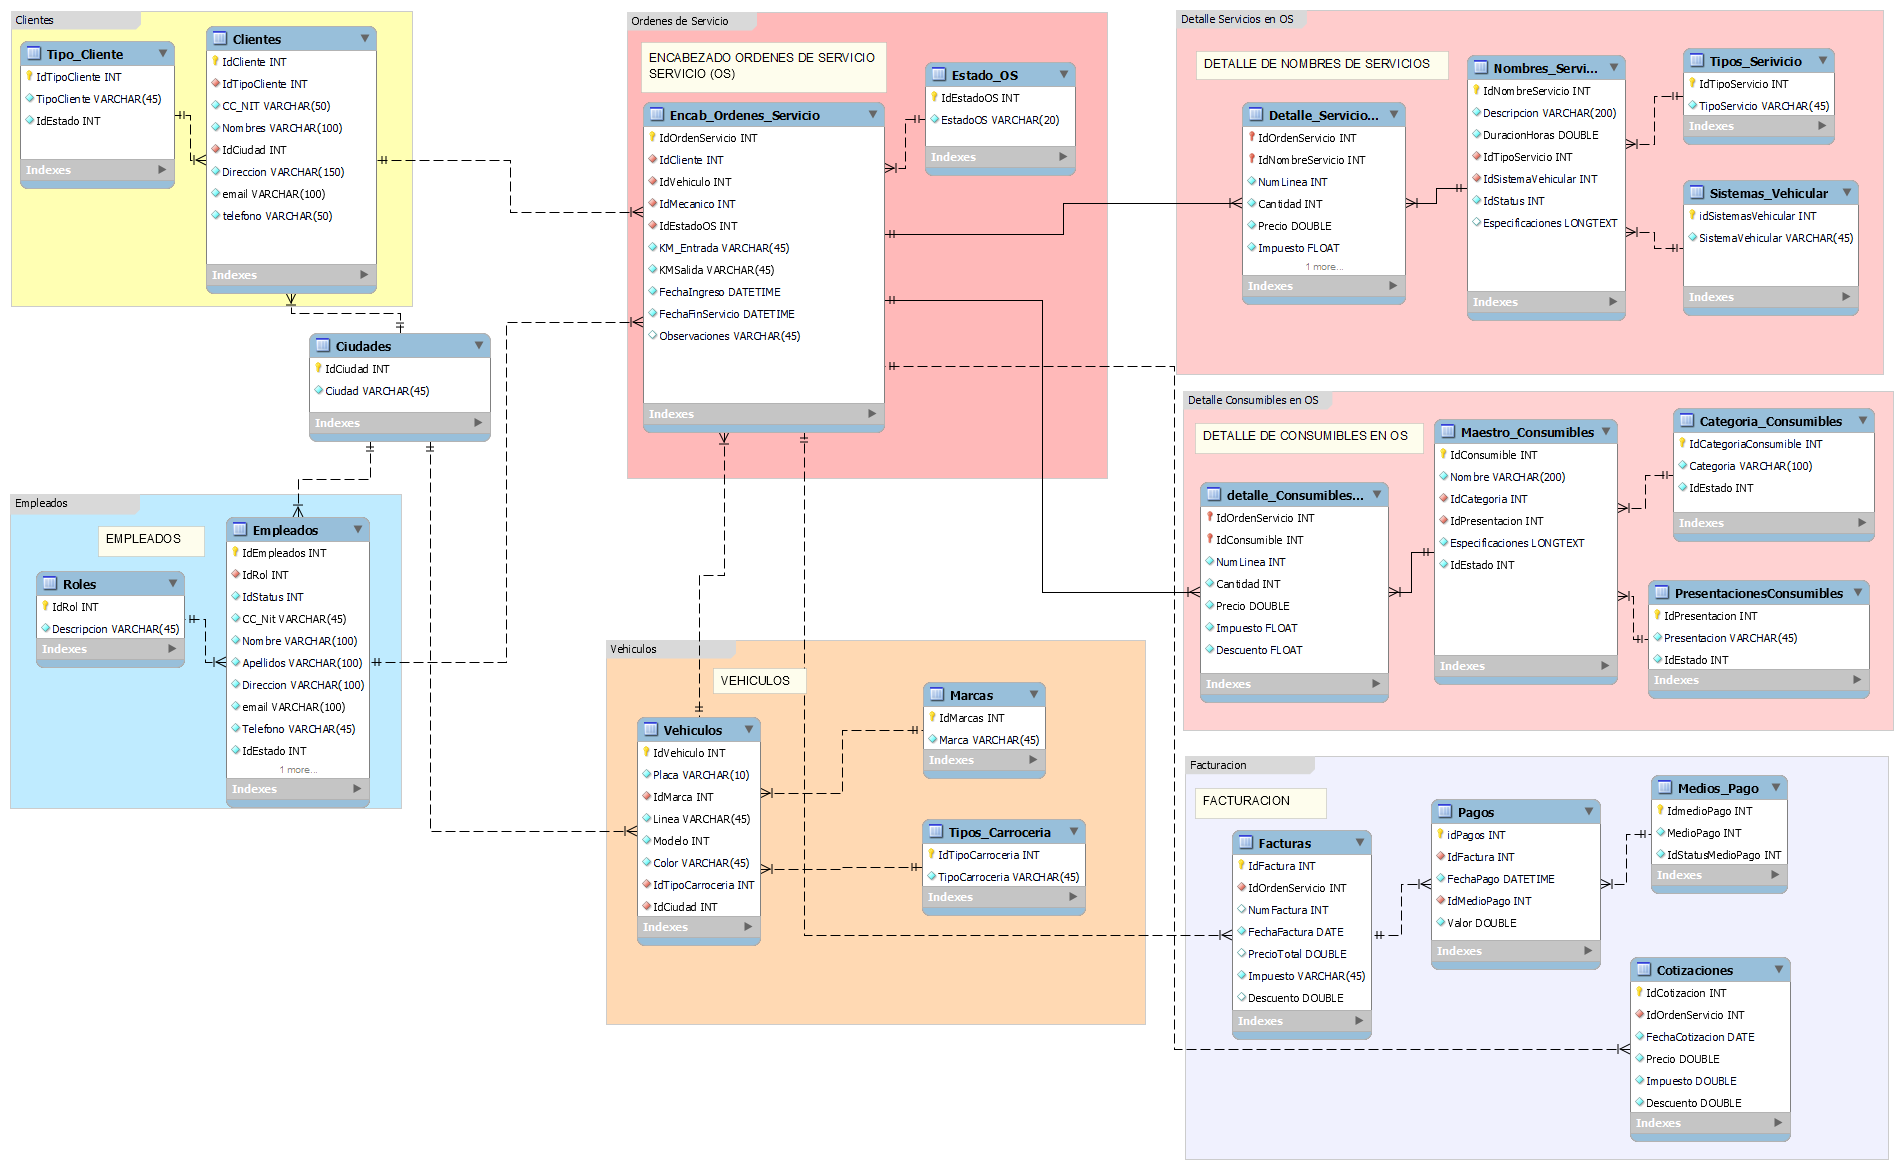 Clientes
Tipo_Cliente
IdTipoCliente INT
TipoCliente VARCHAR(45)
IdEstado INT
Indexes
Clientes
IdCliente INT
IdTipoCliente INT
CC_NIT VARCHAR(50)
Nombres VARCHAR(100)
IdCiudad INT
Direccion VARCHAR(150)
email VARCHAR(100)
telefono VARCHAR(50)
Indexes
Ciudades
IdCiudad INT
Ciudad VARCHAR(45)
Indexes
Empleados
EMPLEADOS
Roles
IdRol INT
Descripcion VARCHAR(45)
Indexes
Empleados
IdEmpleados INT
IdRol INT
IdStatus INT
CC_Nit VARCHAR(45)
Nombre VARCHAR(100)
Apellidos VARCHAR(100)
Direccion VARCHAR(100)
email VARCHAR(100)
Telefono VARCHAR(45)
IdEstado INT
1 more...
Indexes
Ordenes de Servicio
ENCABEZADO ORDENES DE SERVICIO
SERVICIO (OS)
Encab_Ordenes_Servicio
IdOrdenServicio INT
IdCliente INT
IdVehiculo INT
IdMecanico INT
IdEstadoOS INT
KM_Entrada VARCHAR(45)
KMSalida VARCHAR(45)
FechaIngreso DATETIME
FechaFinServicio DATETIME
Observaciones VARCHAR(45)
Indexes
Estado_OS
IdEstadoOS INT
EstadoOS VARCHAR(20)
Indexes
Vehiculos
VEHICULOS
Vehiculos
IdVehiculo INT
Placa VARCHAR(10)
IdMarca INT
Linea VARCHAR(45)
Modelo INT
Color VARCHAR(45)
IdTipoCarroceria INT
IdCiudad INT
Indexes
Marcas
IdMarcas INT
Marca VARCHAR(45)
Indexes
Tipos_Carroceria
IdTipoCarroceria INT
TipoCarroceria VARCHAR(45)
Indexes
Detalle Servicios en OS
DETALLE DE NOMBRES DE SERVICIOS
Detalle_Servicio...
IdOrdenServicio INT
IdNombreServicio INT
NumLinea INT
Cantidad INT
Precio DOUBLE
Impuesto FLOAT
1 more...
Indexes
Nombres_Servi...
IdNombreServicio INT
Descripcion VARCHAR(200)
DuracionHoras DOUBLE
IdTipoServicio INT
IdSistemaVehicular INT
IdStatus INT
Especificaciones LONGTEXT
Indexes
Tipos_Serivicio
IdTipoServicio INT
TipoServicio VARCHAR(45)
Indexes
Sistemas_Vehicular
idSistemasVehicular INT
SistemaVehicular VARCHAR(45)
Indexes
Detalle Consumibles en OS
DETALLE DE CONSUMIBLES EN OS
detalle_Consumibles...
IdOrdenServicio INT
IdConsumible INT
NumLinea INT
Cantidad INT
Precio DOUBLE
Impuesto FLOAT
Descuento FLOAT
Indexes
Maestro_Consumibles
IdConsumible INT
Nombre VARCHAR(200)
IdCategoria INT
IdPresentacion INT
Especificaciones LONGTEXT
IdEstado INT
Indexes
Categoria_Consumibles
IdCategoriaConsumible INT
Categoria VARCHAR(100)
IdEstado INT
Indexes
PresentacionesConsumibles
IdPresentacion INT
Presentacion VARCHAR(45)
IdEstado INT
Indexes
Facturacion
FACTURACION
Facturas
IdFactura INT
IdOrdenServicio INT
NumFactura INT
FechaFactura DATE
PrecioTotal DOUBLE
Impuesto VARCHAR(45)
Descuento DOUBLE
Indexes
Pagos
idPagos INT
IdFactura INT
FechaPago DATETIME
IdMedioPago INT
Valor DOUBLE
Indexes
Medios_Pago
IdmedioPago INT
MedioPago INT
IdStatusMedioPago INT
Indexes
Cotizaciones
IdCotizacion INT
IdOrdenServicio INT
FechaCotizacion DATE
Precio DOUBLE
Impuesto DOUBLE
Descuento DOUBLE
Indexes